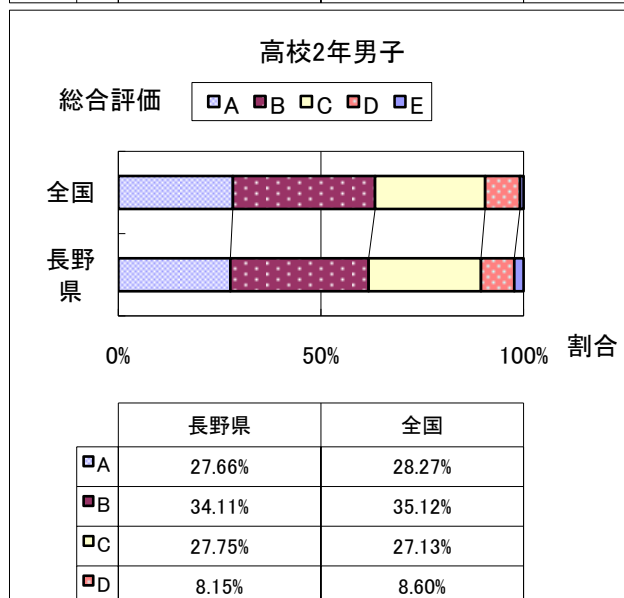 高校2年男子
総合評価 A B C D E
全国
長野
県
0% 50% 100% 割合
長野県 全国
A 27.66% 28.27%
B 34.11% 35.12%
C 27.75% 27.13%
D 8.15% 8.60%